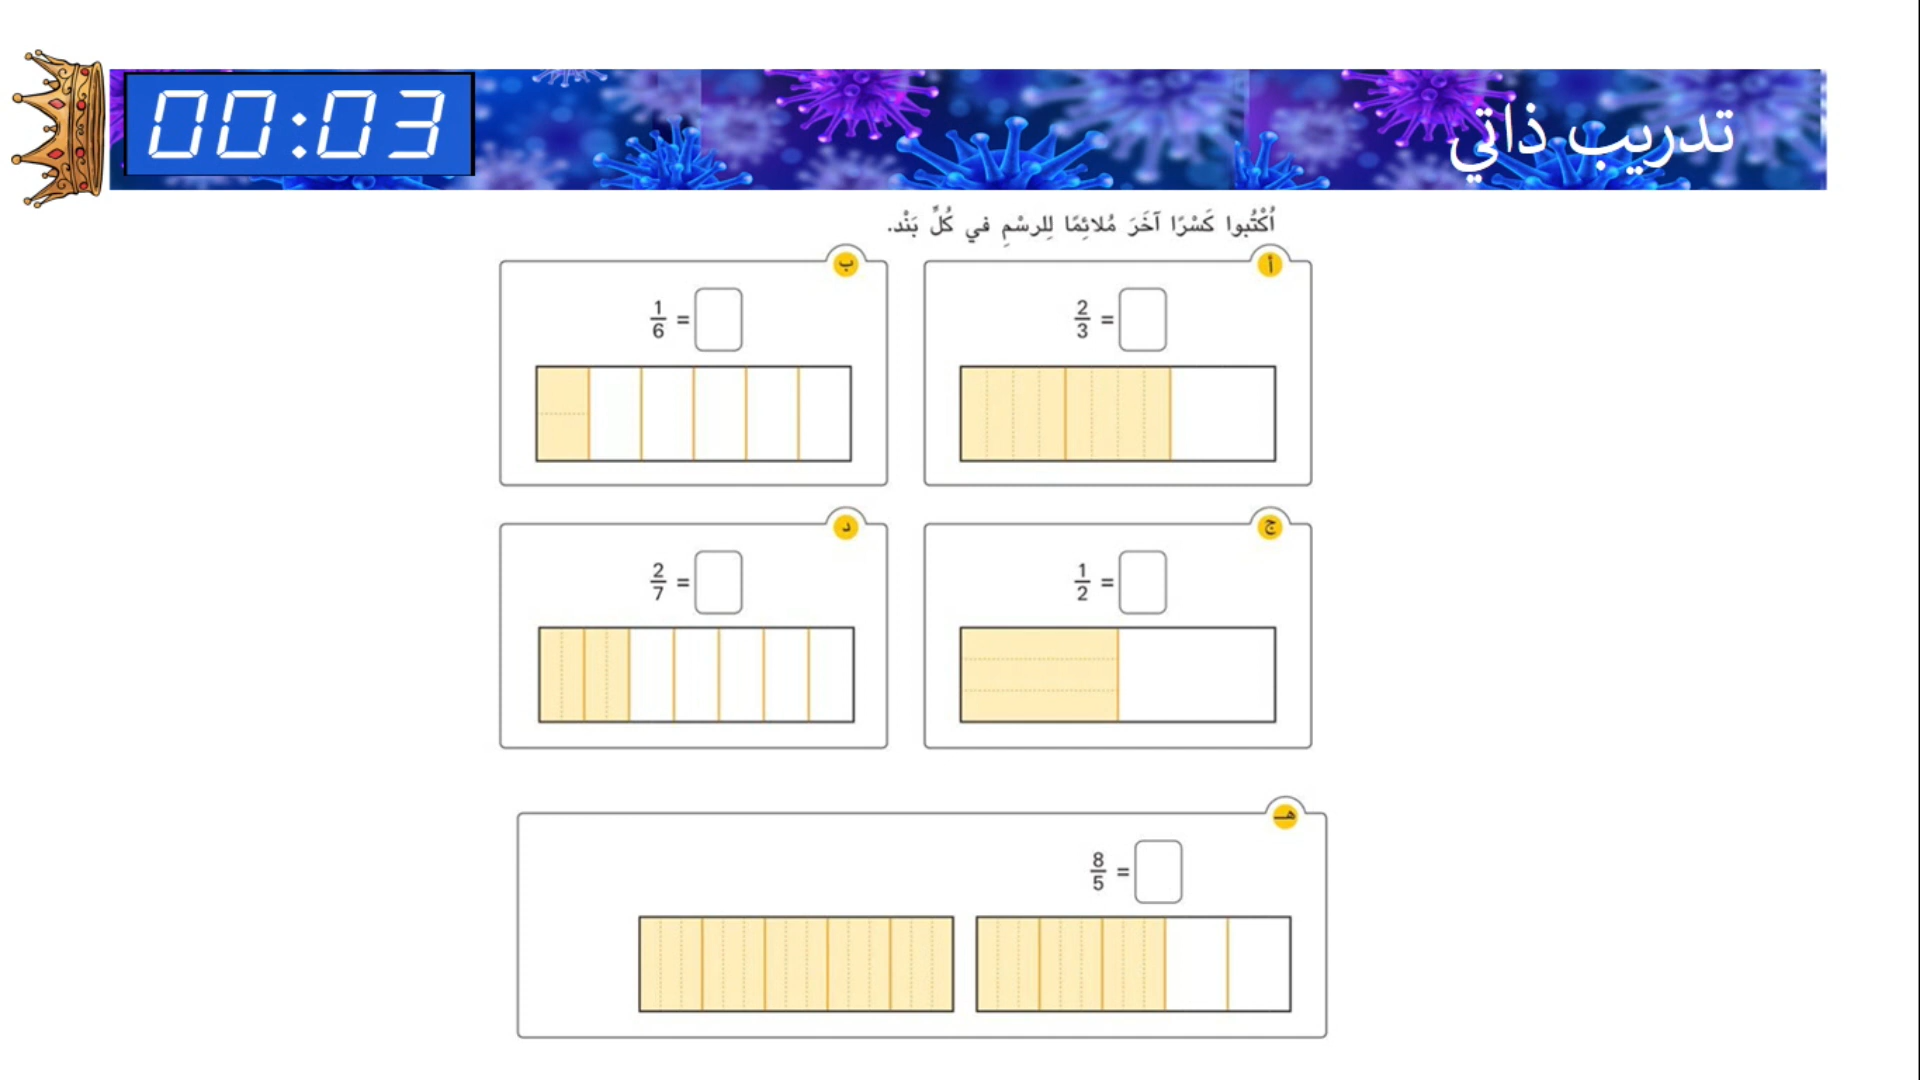 00:03
تدريب ذاتي
اُكْتُبوا كَسْرًا آخَرَ مُلائِمًا لِلرسْمِ في كُلِّ بَنْد.
أ
2/3 =
ب
1/6 =
ج
1/2 =
د
2/7 =
هـ
8/5 =